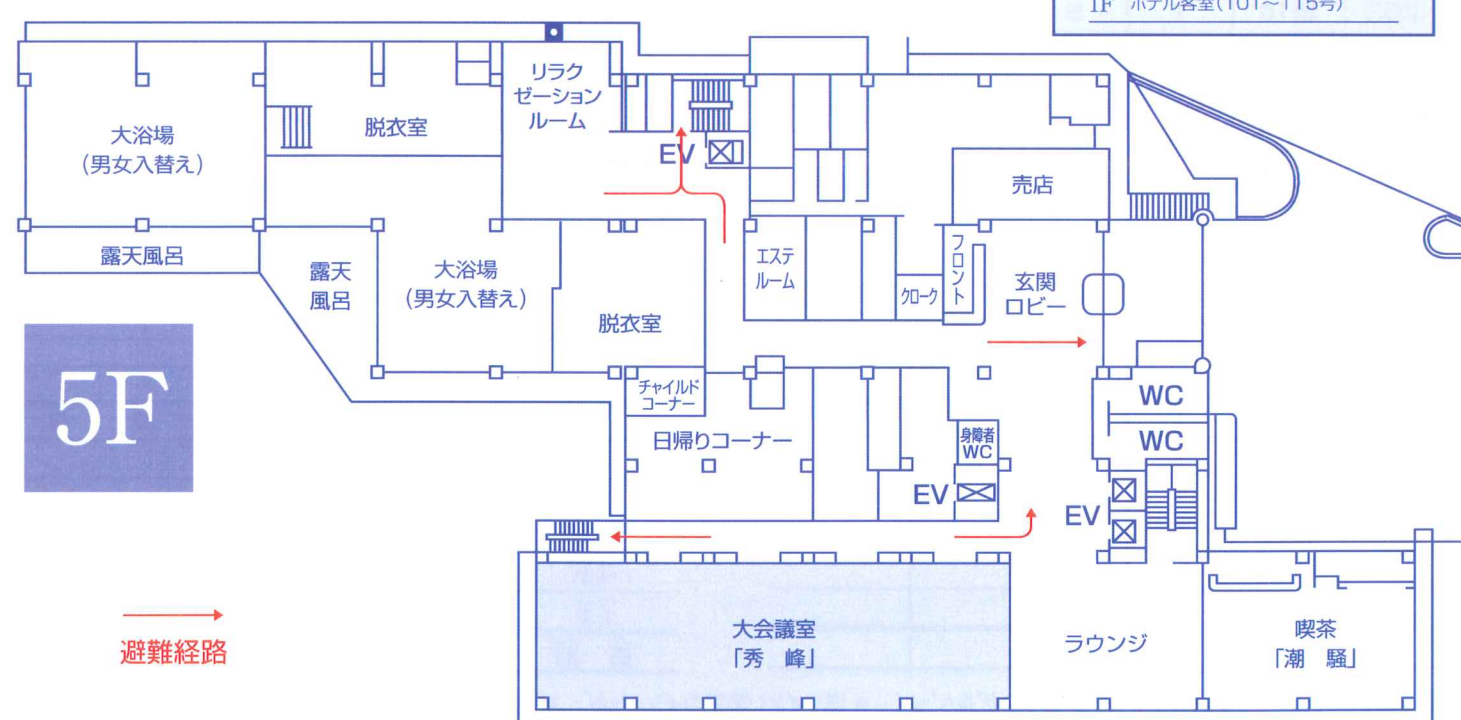 1F ホテル客室(101〜115号)
リラク
ゼーション
ルーム
大浴場
(男女入替え)
脱衣室
EV
売店
露天風呂
露天
風呂
大浴場
(男女入替え)
エステ
ルーム
フロント
クローク
玄関
ロビー
脱衣室
5F
チャイルド
コーナー
WC
日帰りコーナー
身障者
WC
WC
EV
EV
避難経路
大会議室
「秀 峰」
ラウンジ
喫茶
「潮 騒」